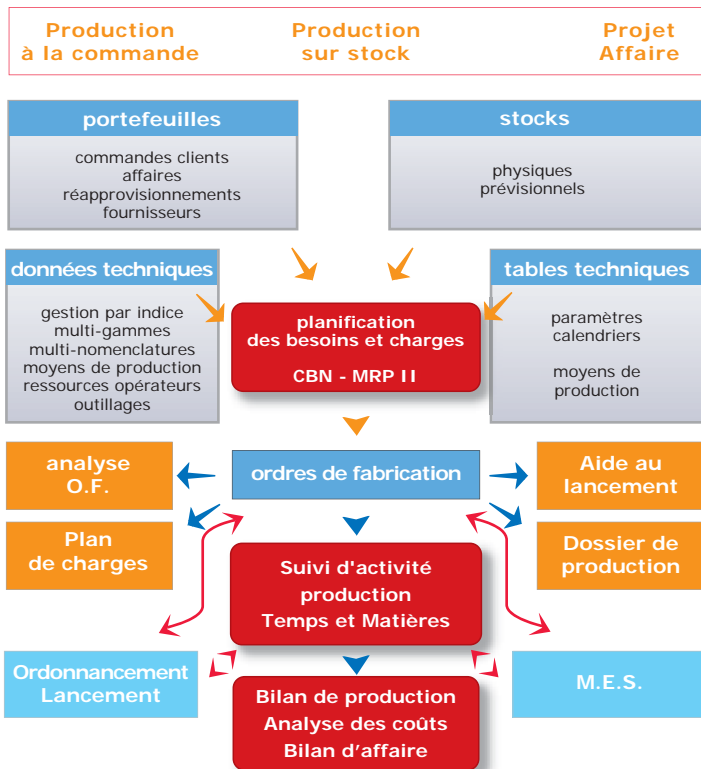 Production
à la commande
Production
sur stock
Projet
Affaire
portefeuilles
commandes clients
affaires
réapprovisionnements
fournisseurs
stocks
physiques
prévisionnels
données techniques
gestion par indice
multi-gammes
multi-nomenclatures
moyens de production
ressources opérateurs
outillages
planification
des besoins et charges
CBN - MRP II
tables techniques
paramètres
calendriers
moyens de
production
analyse
O.F.
ordres de fabrication
Aide au
lancement
Plan
de charges
Dossier de
production
Suivi d'activité
production
Temps et Matières
Ordonnancement
Lancement
M.E.S.
Bilan de production
Analyse des coûts
Bilan d'affaire